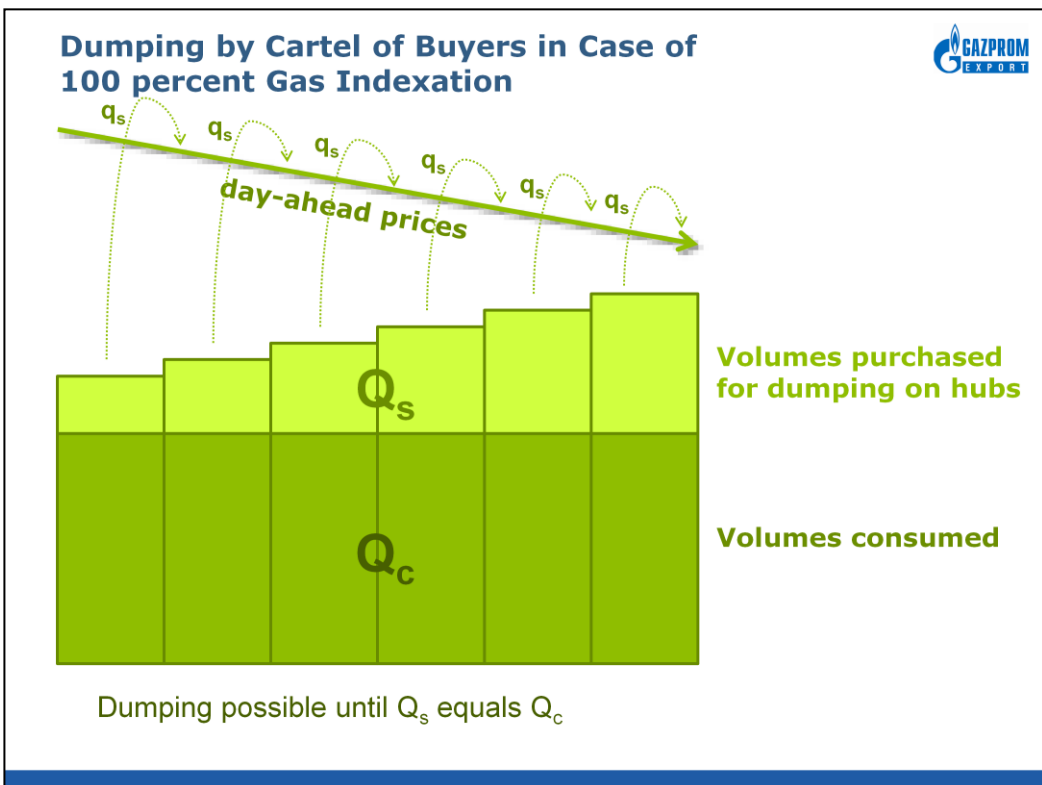 Dumping by Cartel of Buyers in Case of
100 percent Gas Indexation
GAZPROM
EXPORT
qs
qs
qs
qs
qs
qs
day-ahead prices
Qs
Volumes purchased
for dumping on hubs
Qc
Volumes consumed
Dumping possible until Qs equals Qc